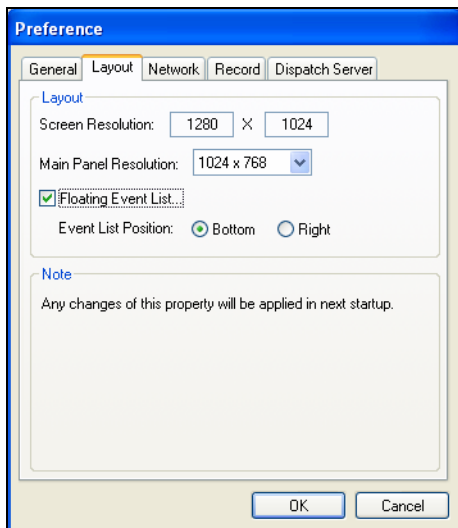 Preference
General Layout Network Record Dispatch Server
Layout
Screen Resolution: 1280 X 1024
Main Panel Resolution: 1024 x 768
Floating Event List...
Event List Position: Bottom Right
Note
Any changes of this property will be applied in next startup.
OK Cancel